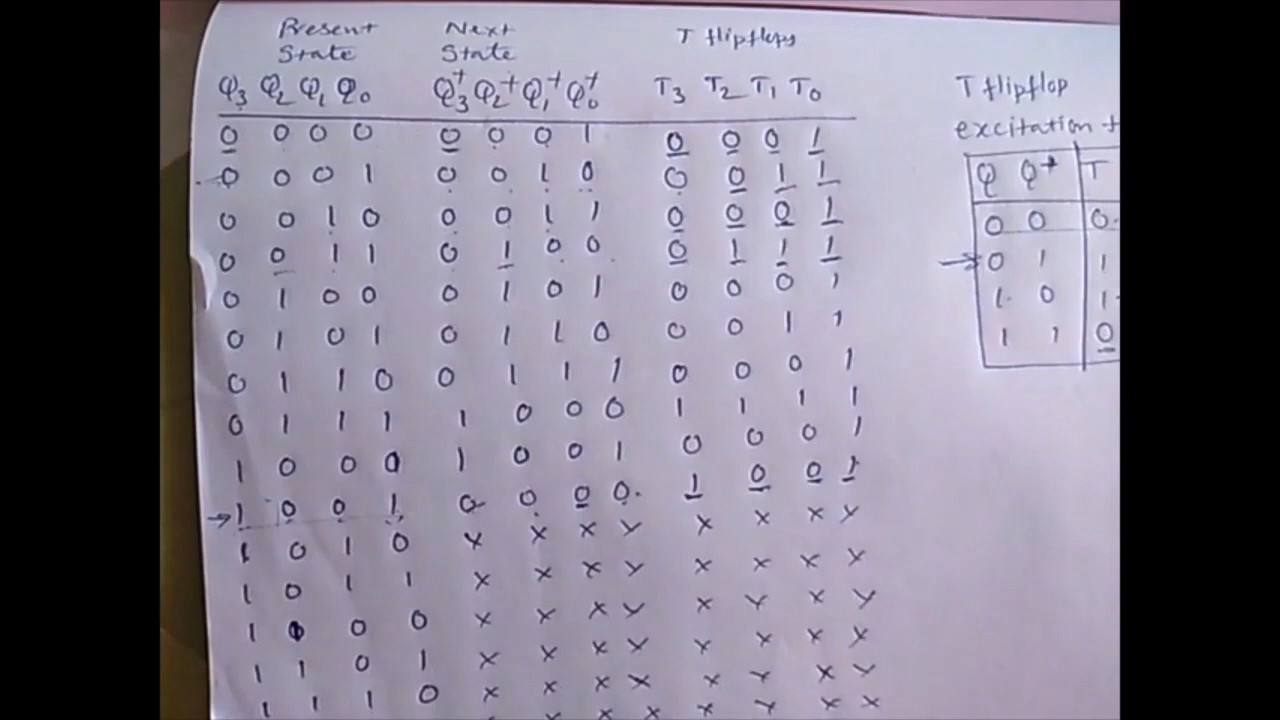 Present Next T flipflops
State State
Q3 Q2 Q1 Q0 Q3+ Q2+ Q1+ Q0+ T3 T2 T1 T0
0 0 0 0 0 0 0 1 0 0 0 1
0 0 0 1 0 0 1 0 0 0 1 1
0 0 1 0 0 0 1 1 0 0 0 1
0 0 1 1 0 1 0 0 0 1 1 1
0 1 0 0 0 1 0 1 0 0 0 1
0 1 0 1 0 1 1 0 0 0 1 1
0 1 1 0 0 1 1 1 0 0 0 1
0 1 1 1 1 0 0 0 1 1 1 1
1 0 0 0 1 0 0 1 0 0 0 1
→ 1 0 0 1 0 0 0 0 1 0 0 1
1 0 1 0 x x x x x x x x
1 0 1 1 x x x x x x x x
1 0 0 x x x x x x x x
1 1 0 1 x x x x x x x x
1 1 1 0 x x x x x x x x
T flipflop
excitation t
Q Q+ T
0 0 0
→ 0 1 1
1 0 1
1 1 0